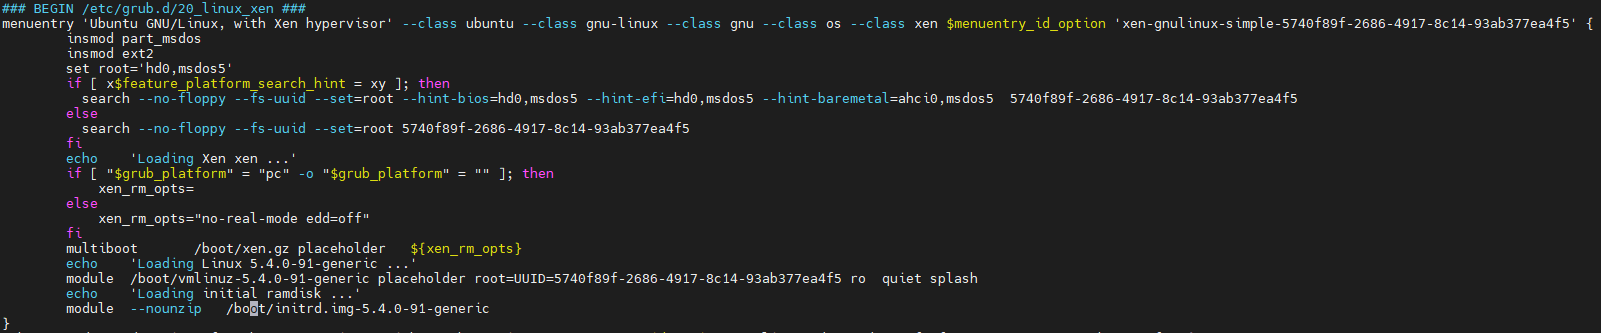 ### BEGIN /etc/grub.d/20_linux_xen ###
menuentry 'Ubuntu GNU/Linux, with Xen hypervisor' --class ubuntu --class gnu-linux --class gnu --class os --class xen $menuentry_id_option 'xen-gnulinux-simple-5740f89f-2686-4917-8c14-93ab377ea4f5' {
        insmod part_msdos
        insmod ext2
        set root='hd0,msdos5'
        if [ x$feature_platform_search_hint = xy ]; then
          search --no-floppy --fs-uuid --set=root --hint-bios=hd0,msdos5 --hint-efi=hd0,msdos5 --hint-baremetal=ahci0,msdos5  5740f89f-2686-4917-8c14-93ab377ea4f5
        else
          search --no-floppy --fs-uuid --set=root 5740f89f-2686-4917-8c14-93ab377ea4f5
        fi
        echo    'Loading Xen xen ...'
        if [ "$grub_platform" = "pc" -o "$grub_platform" = "" ]; then
            xen_rm_opts=
        else
            xen_rm_opts="no-real-mode edd=off"
        fi
        multiboot       /boot/xen.gz placeholder   ${xen_rm_opts}
        echo    'Loading Linux 5.4.0-91-generic ...'
        module  /boot/vmlinuz-5.4.0-91-generic placeholder root=UUID=5740f89f-2686-4917-8c14-93ab377ea4f5 ro  quiet splash
        echo    'Loading initial ramdisk ...'
        module  --nounzip   /boot/initrd.img-5.4.0-91-generic
}